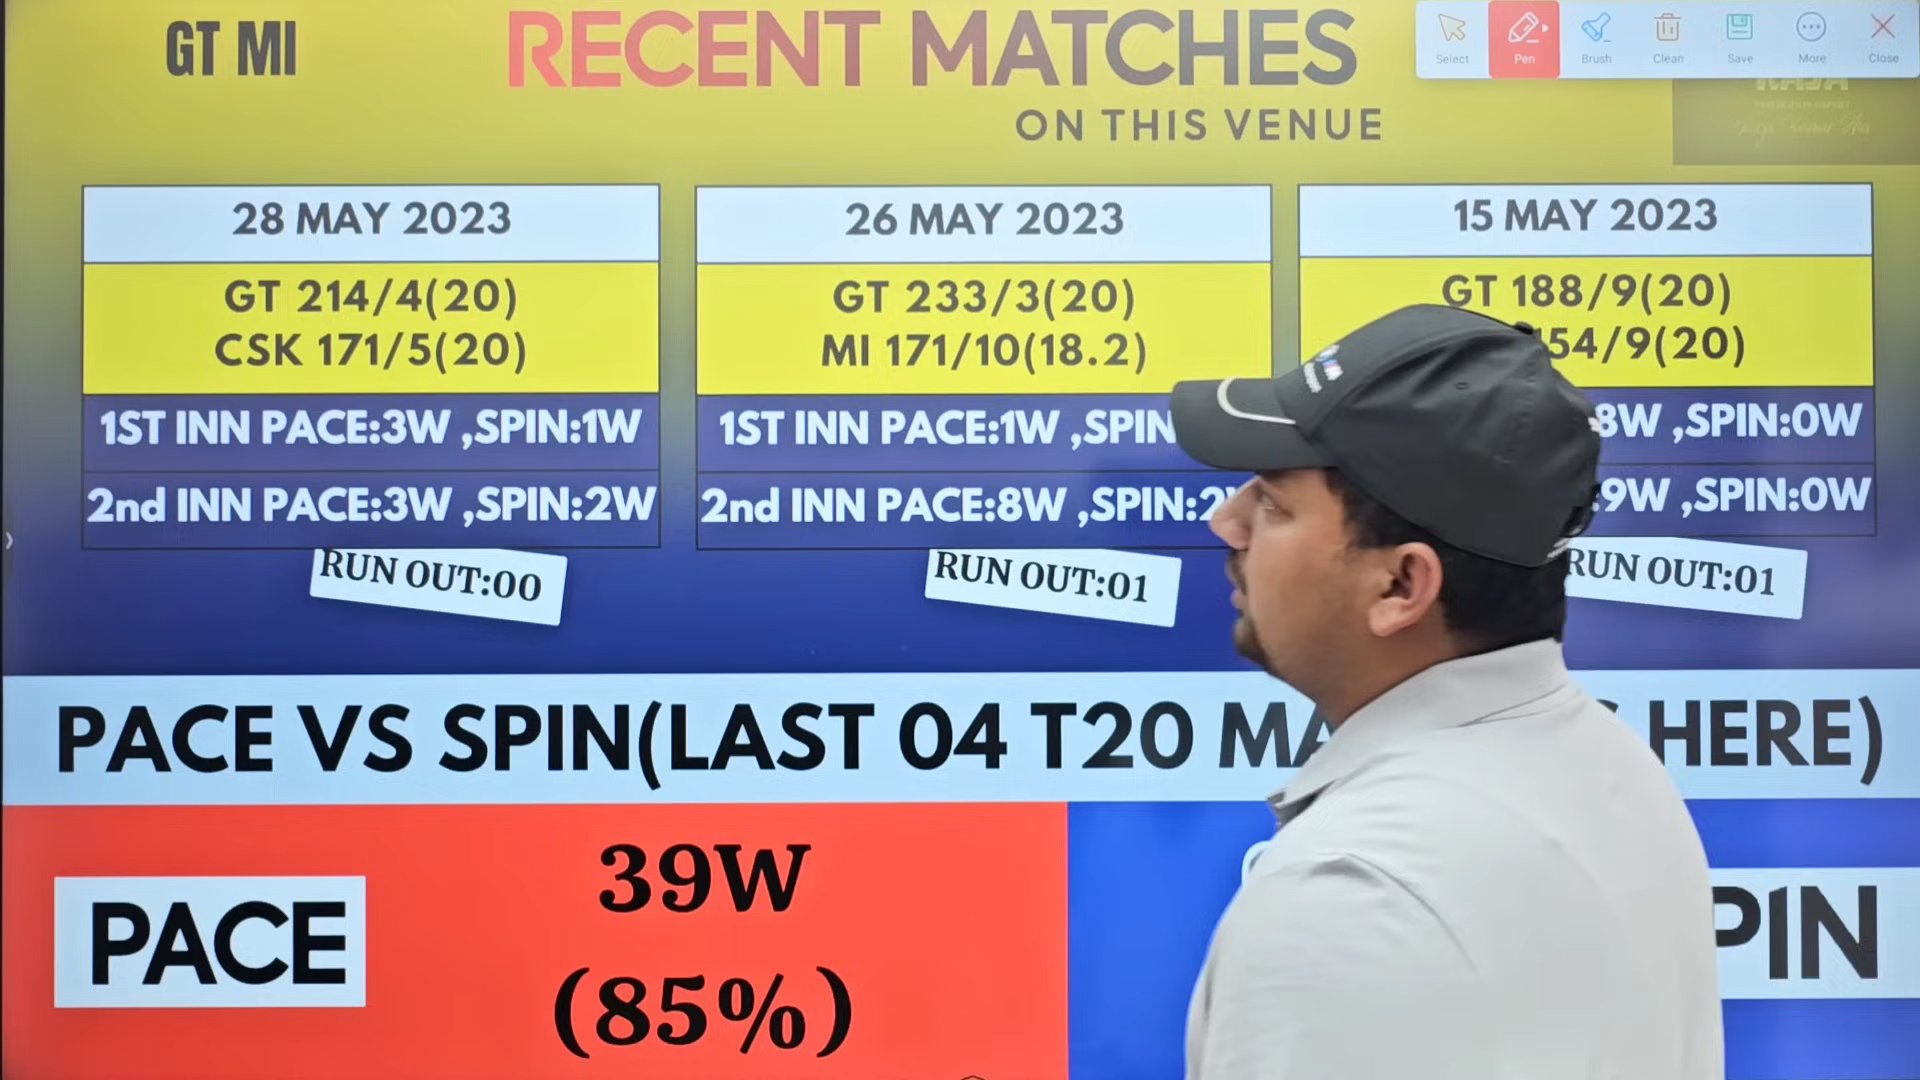 GT MI
RECENT MATCHES
ON THIS VENUE
Select
Pen
Brush
Clean
Save
More
Close
28 MAY 2023
GT 214/4(20)
CSK 171/5(20)
1ST INN PACE:3W ,SPIN:1W
2nd INN PACE:3W ,SPIN:2W
RUN OUT:00
26 MAY 2023
GT 233/3(20)
MI 171/10(18.2)
1ST INN PACE:1W ,SPIN
2nd INN PACE:8W ,SPIN:2
RUN OUT:01
15 MAY 2023
GT 188/9(20)
154/9(20)
8W ,SPIN:0W
:9W ,SPIN:0W
RUN OUT:01
PACE VS SPIN(LAST 04 T20 HERE)
PACE
39W
(85%)